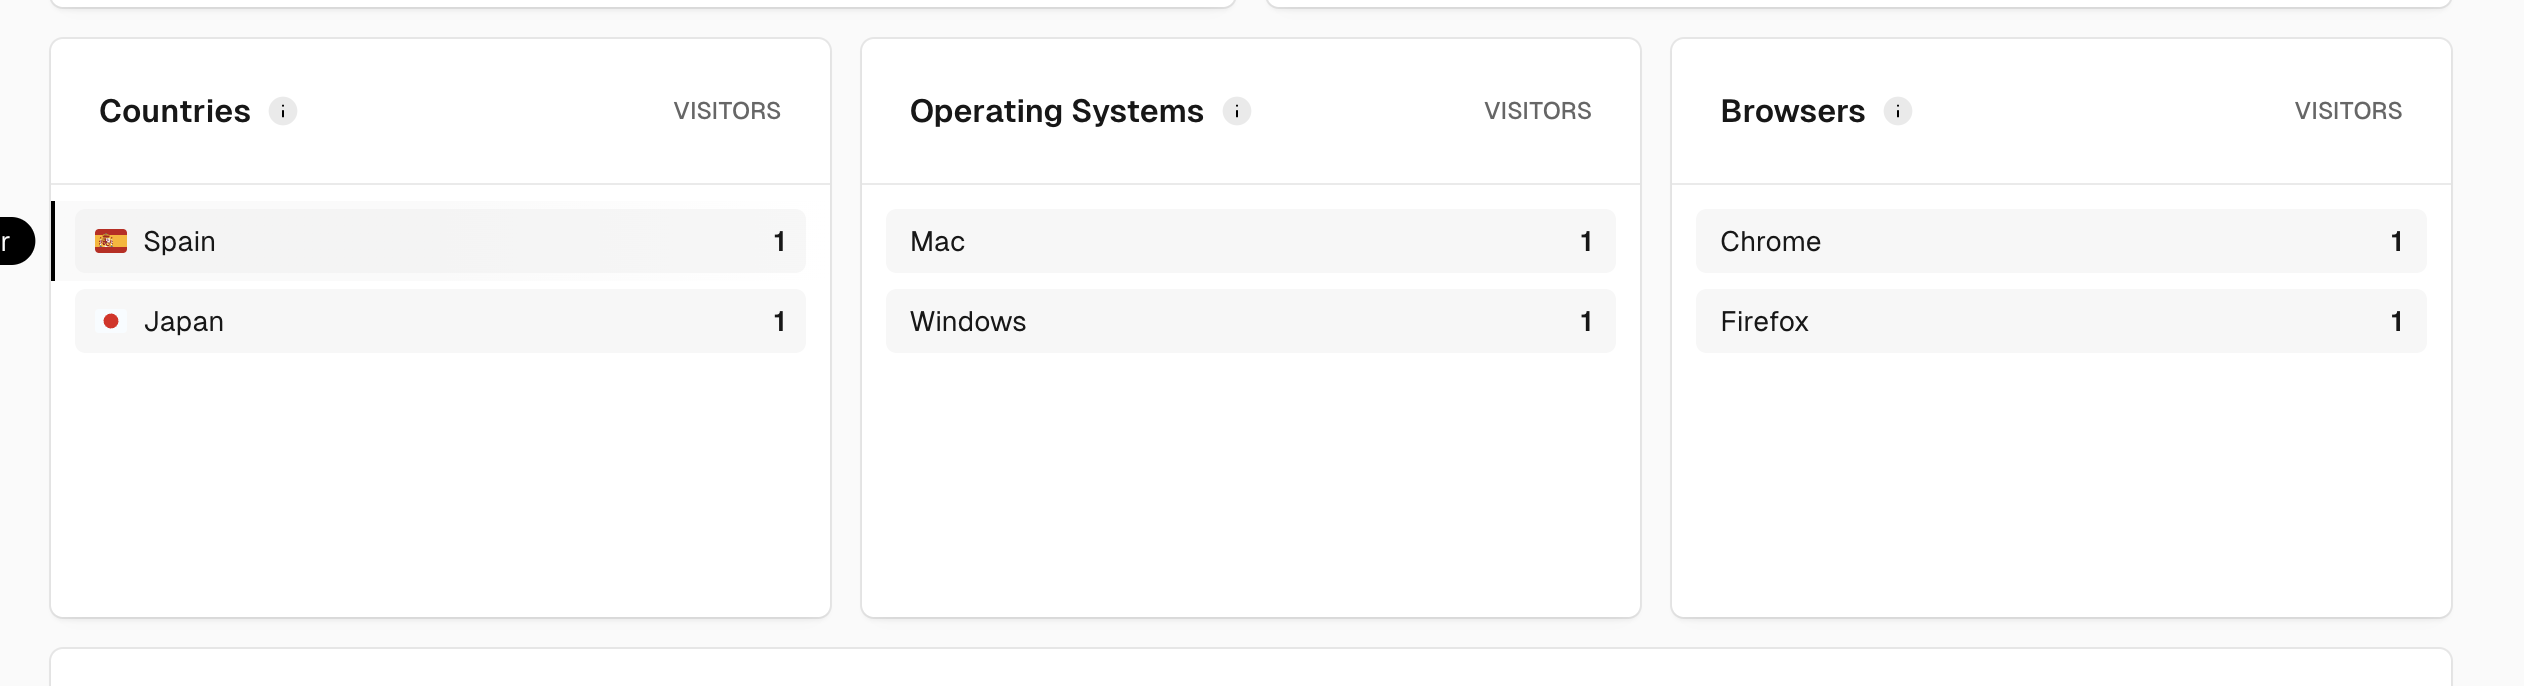 Countries i VISITORS
Spain 1
Japan 1
Operating Systems i VISITORS
Mac 1
Windows 1
Browsers i VISITORS
Chrome 1
Firefox 1
r